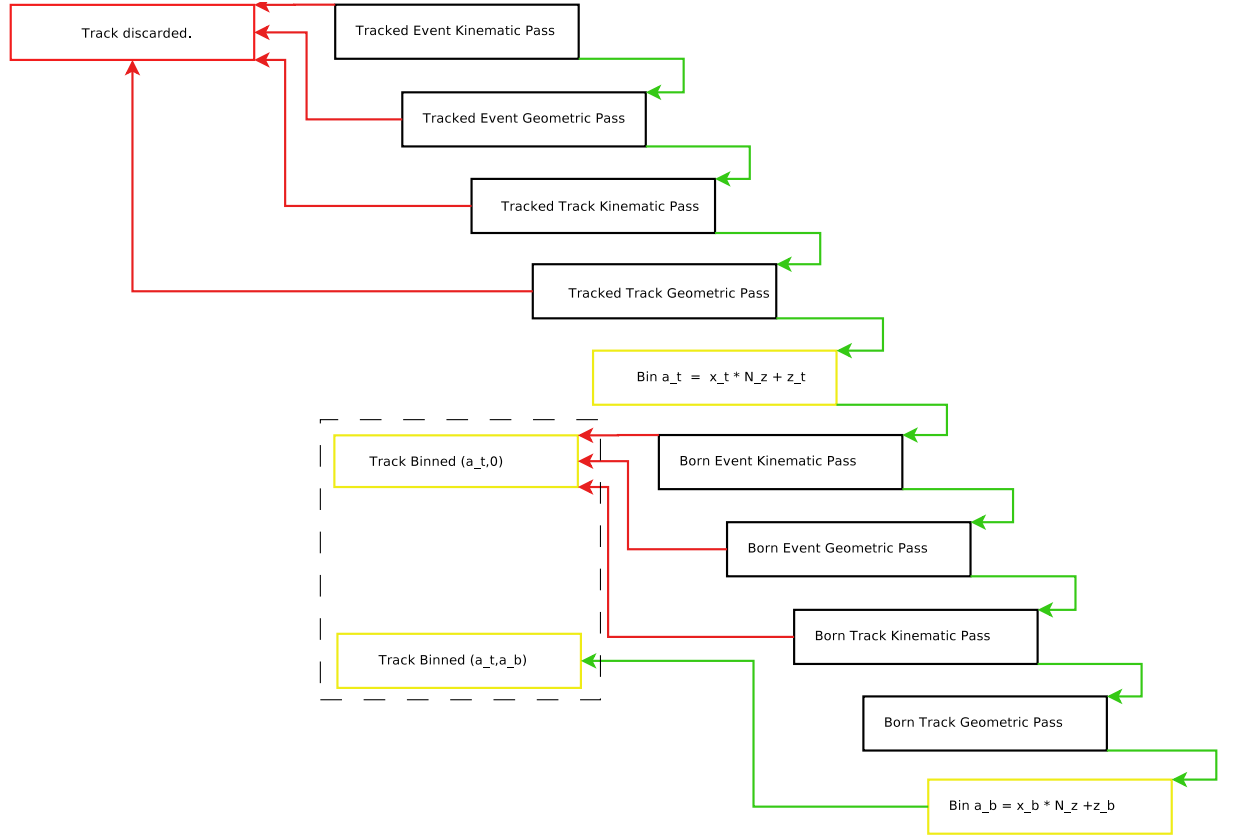 Track discarded.
Tracked Event Kinematic Pass
Tracked Event Geometric Pass
Tracked Track Kinematic Pass
Tracked Track Geometric Pass
Bin a_t  =  x_t * N_z + z_t
Track Binned (a_t,0)
Born Event Kinematic Pass
Born Event Geometric Pass
Born Track Kinematic Pass
Track Binned (a_t,a_b)
Born Track Geometric Pass
Bin a_b = x_b * N_z +z_b